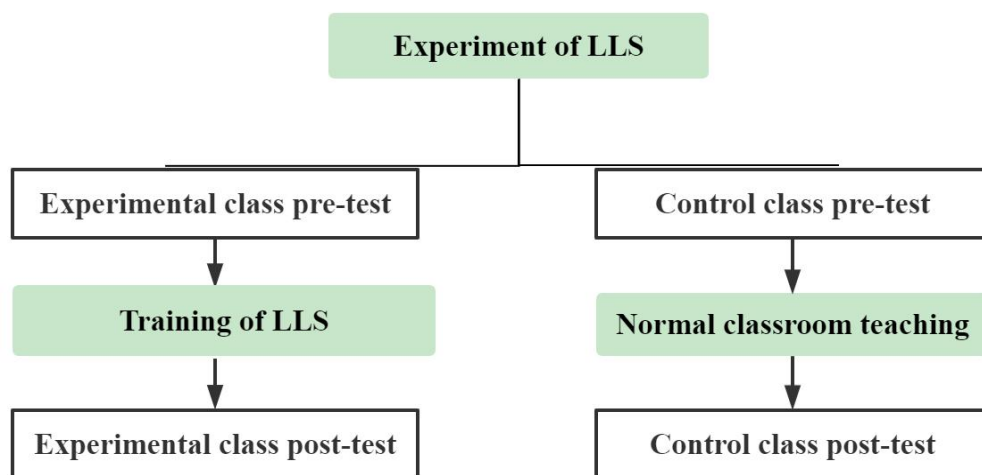 Experiment of LLS
Experimental class pre-test
Control class pre-test
Training of LLS
Normal classroom teaching
Experimental class post-test
Control class post-test